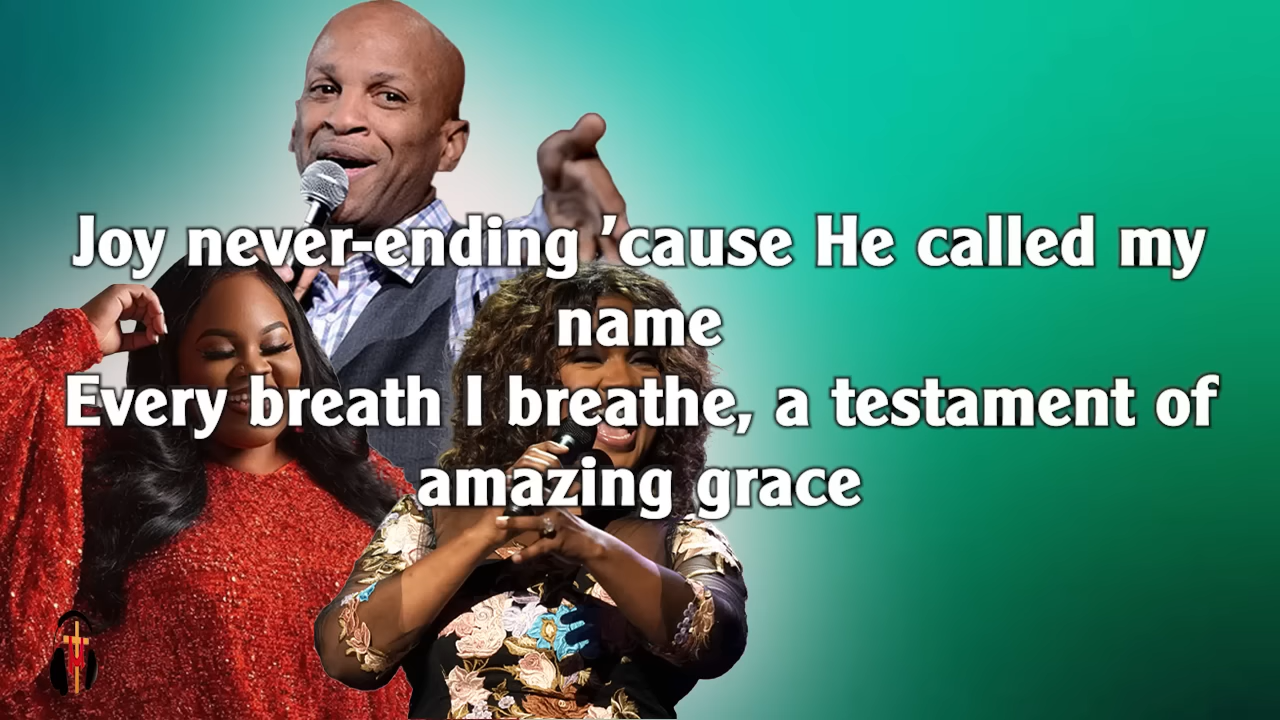 Joy never-ending ’cause He called my
name
Every breath I breathe, a testament of
amazing grace